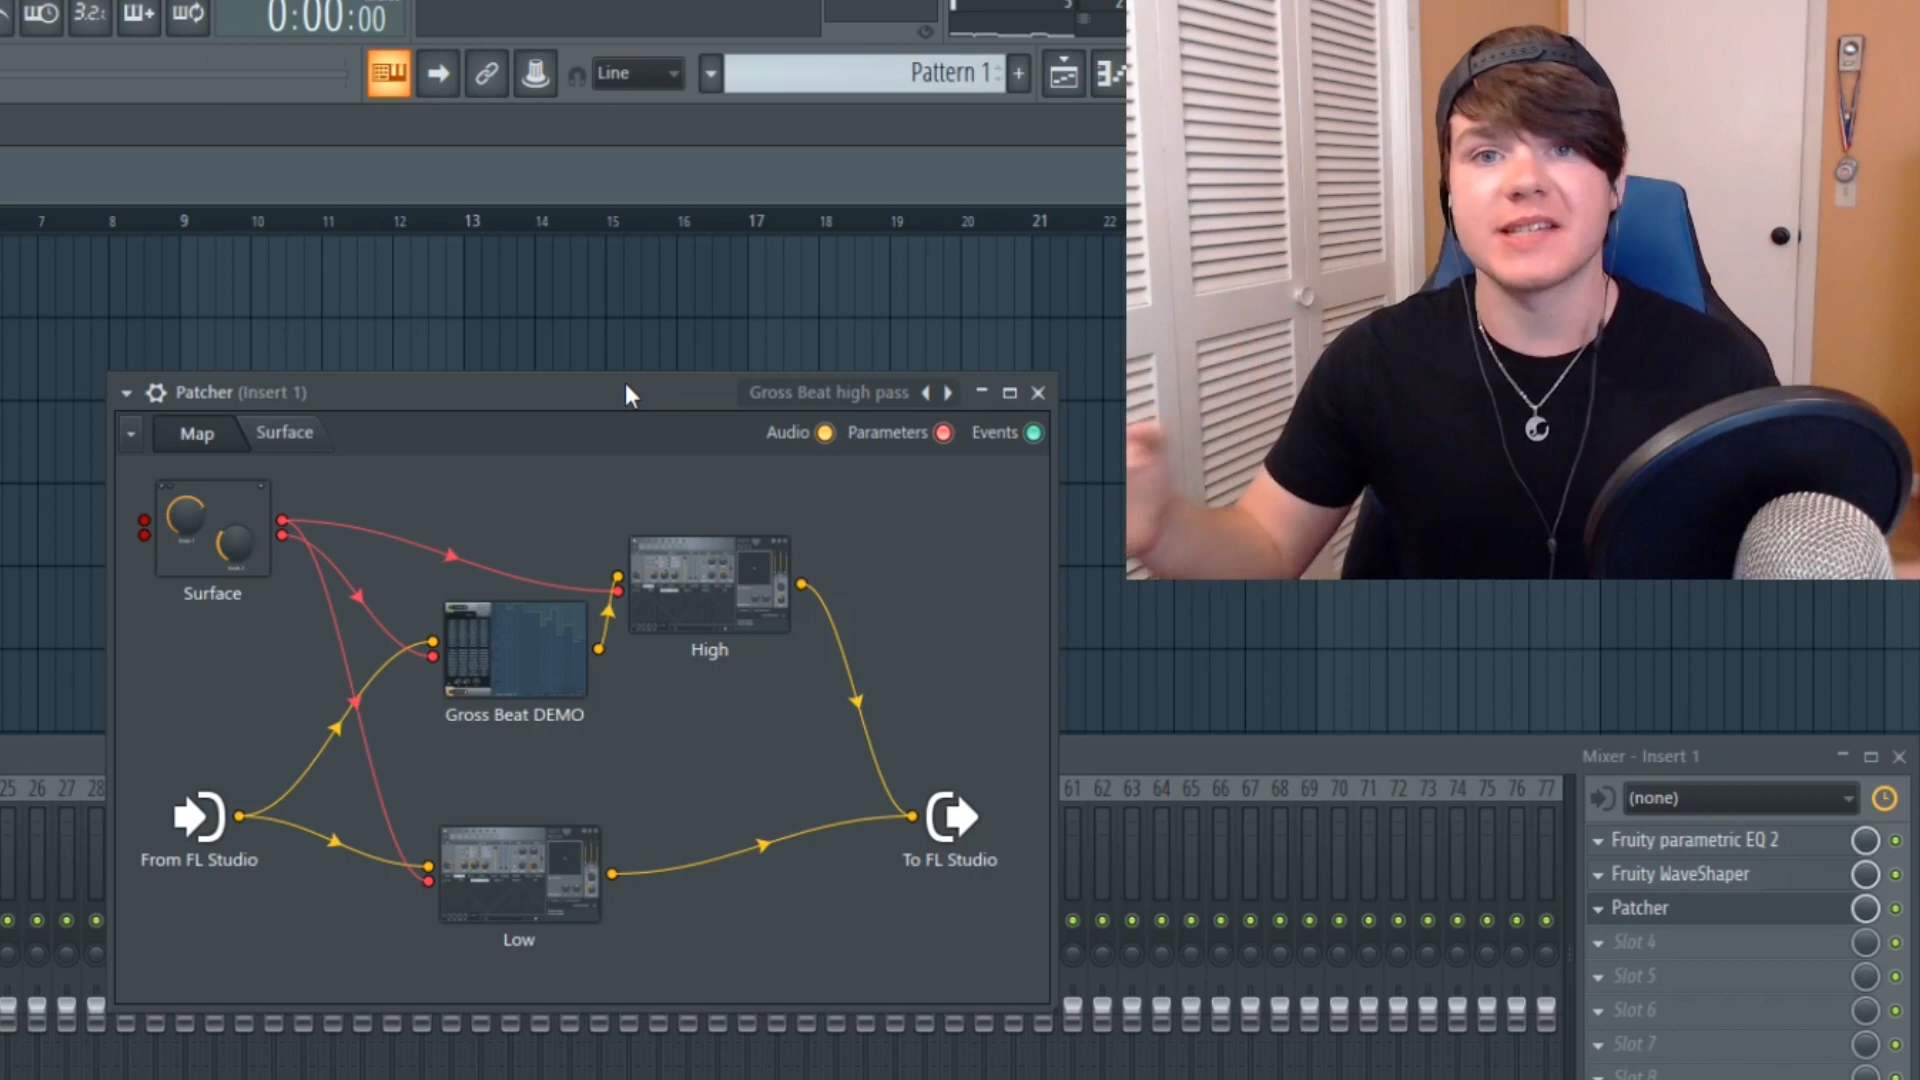 3.2:
0:00:00
Line
Pattern 1
+
7 8 9 10 11 12 13 14 15 16 17 18 19 20 21 22
Patcher (Insert 1)
Gross Beat high pass
Map
Surface
Audio
Parameters
Events
Surface
High
Gross Beat DEMO
From FL Studio
To FL Studio
Low
25 26 27 28
61 62 63 64 65 66 67 68 69 70 71 72 73 74 75 76 77
Mixer - Insert 1
(none)
Fruity parametric EQ 2
Fruity WaveShaper
Patcher
Slot 4
Slot 5
Slot 6
Slot 7
Slot 8